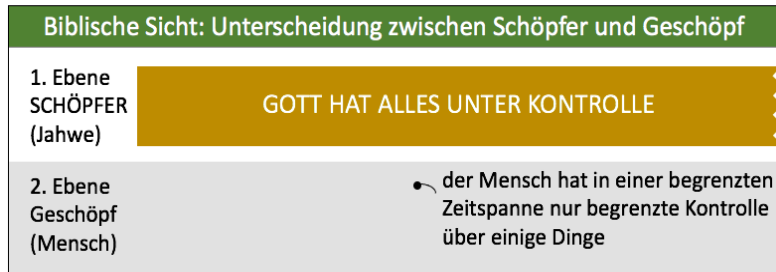 Biblische Sicht: Unterscheidung zwischen Schöpfer und Geschöpf
1. Ebene
SCHÖPFER
(Jahwe)
GOTT HAT ALLES UNTER KONTROLLE
2. Ebene
Geschöpf
(Mensch)
der Mensch hat in einer begrenzten
Zeitspanne nur begrenzte Kontrolle
über einige Dinge